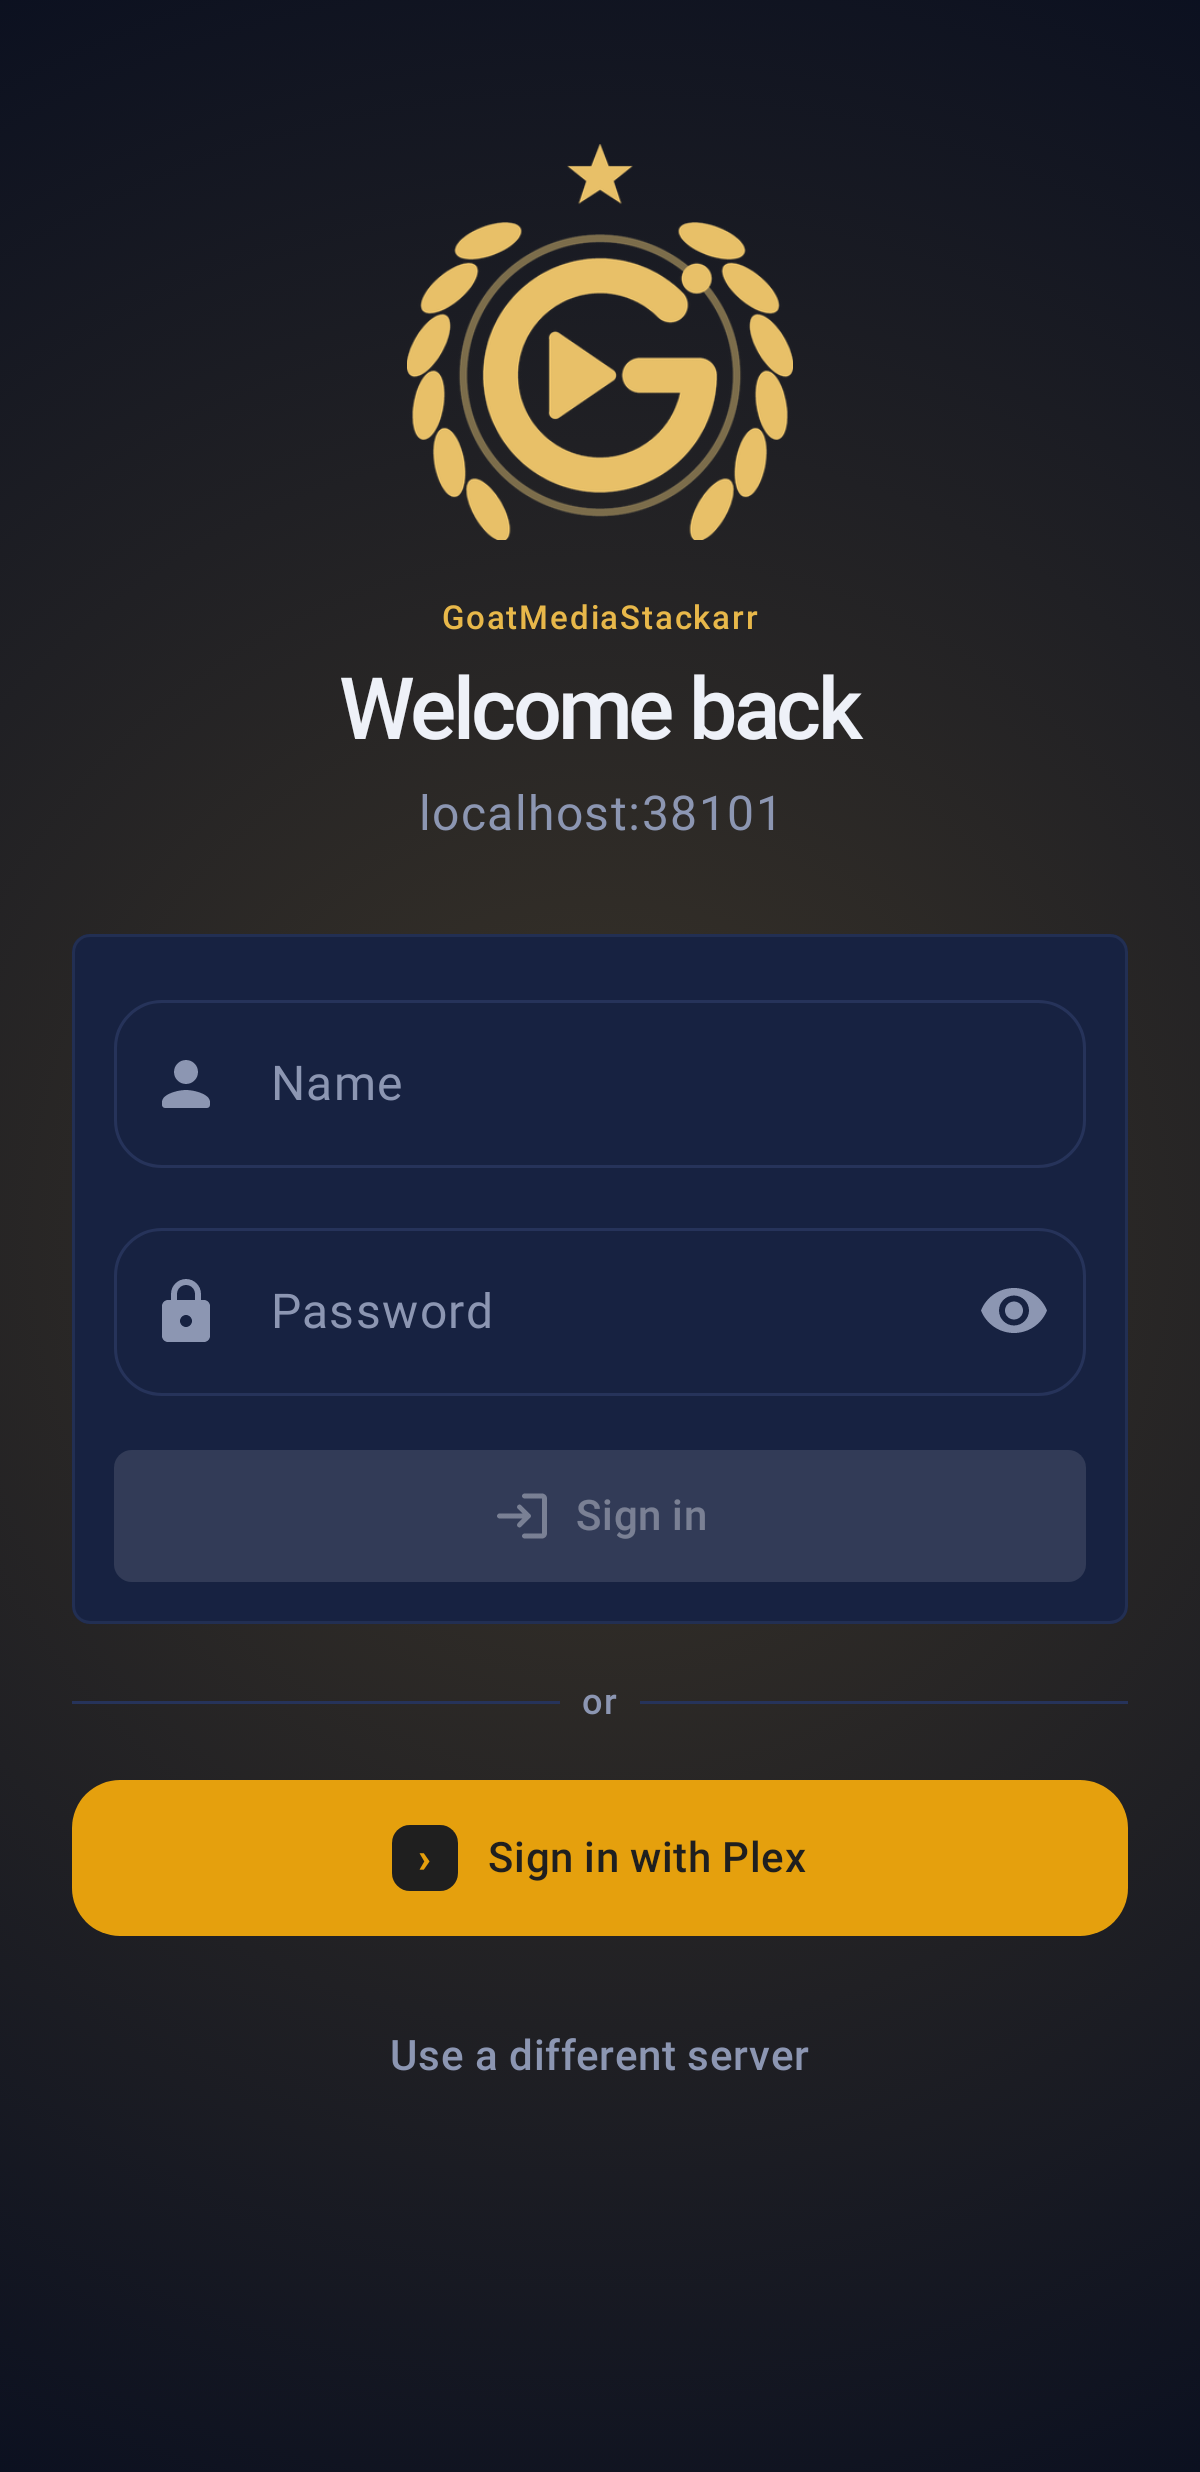 GoatMediaStackarr
Welcome back
localhost:38101
Name
Password
Sign in
or
Sign in with Plex
Use a different server